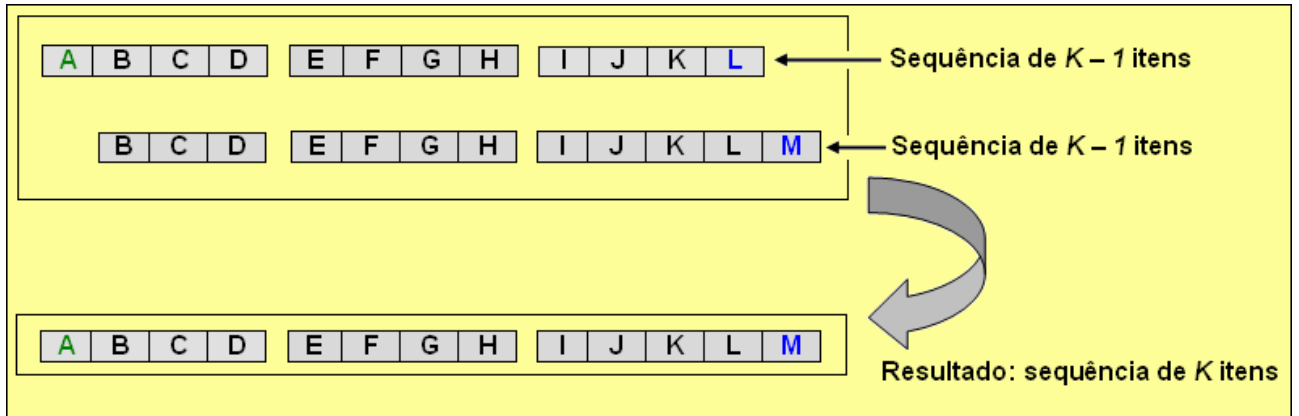 A B C D E F G H I J K L Sequência de K – 1 itens
B C D E F G H I J K L M Sequência de K – 1 itens
A B C D E F G H I J K L M
Resultado: sequência de K itens